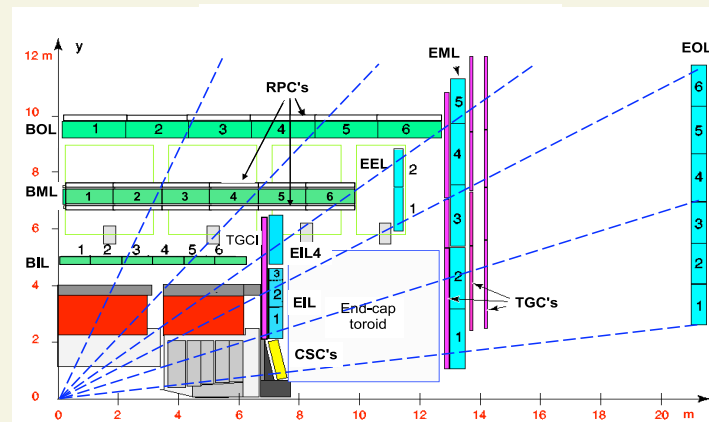 12 m
y
EML
EOL
RPC's
10
BOL
1 2 3 4 5 6
5
6
5
8
EEL
2
4
4
BML
1 2 3 4 5 6
1
3
3
6
TGCI
1 2 3 4 5 6
EIL4
BIL
2
2
4
3
2
EIL
End-cap
toroid
TGC's
1
1
1
2
CSC's
0
0 2 4 6 8 10 12 14 16 18 20 m